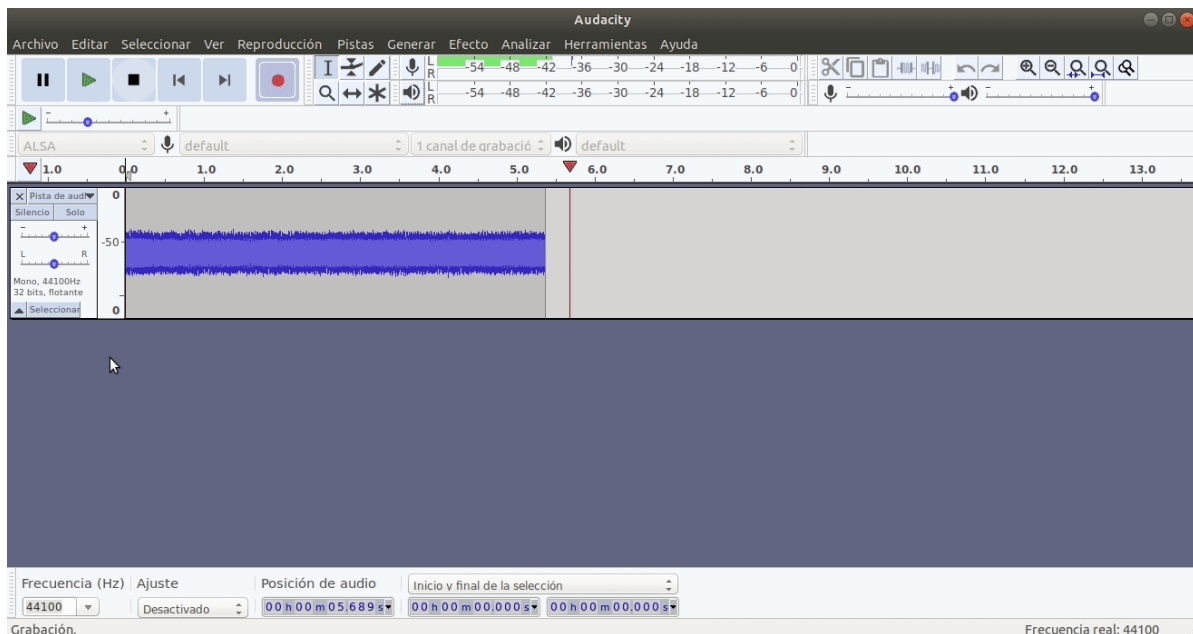 Audacity
Archivo Editar Seleccionar Ver Reproducción Pistas Generar Efecto Analizar Herramientas Ayuda
L
R
-54 -48 -42 -36 -30 -24 -18 -12 -6 0
L
R
-54 -48 -42 -36 -30 -24 -18 -12 -6 0
- +
- +
- +
ALSA default 1 canal de grabació default
1.0 0.0 1.0 2.0 3.0 4.0 5.0 6.0 7.0 8.0 9.0 10.0 11.0 12.0 13.0
X Pista de audi
Silencio Solo
- +
L R
Mono, 44100Hz
32 bits, flotante
Seleccionar
0
-50
0
Frecuencia (Hz) Ajuste Posición de audio Inicio y final de la selección
44100 Desactivado 00 h 00 m 05.689 s 00 h 00 m 00.000 s 00 h 00 m 00.000 s
Grabación. Frecuencia real: 44100